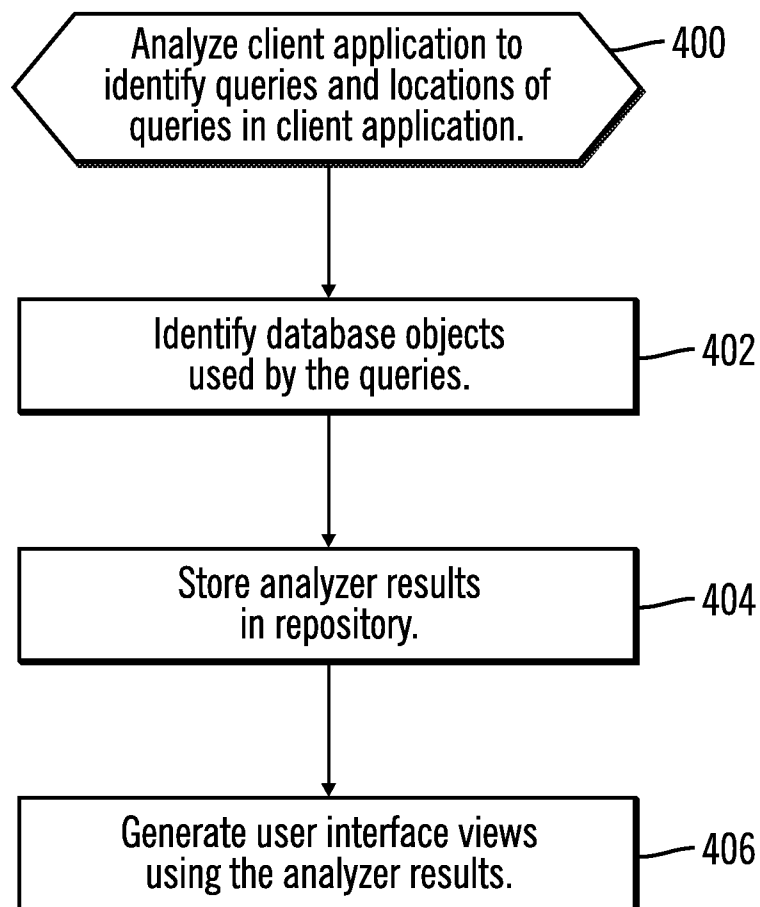 Analyze client application to
identify queries and locations of
queries in client application.
400
Identify database objects
used by the queries.
402
Store analyzer results
in repository.
404
Generate user interface views
using the analyzer results.
406